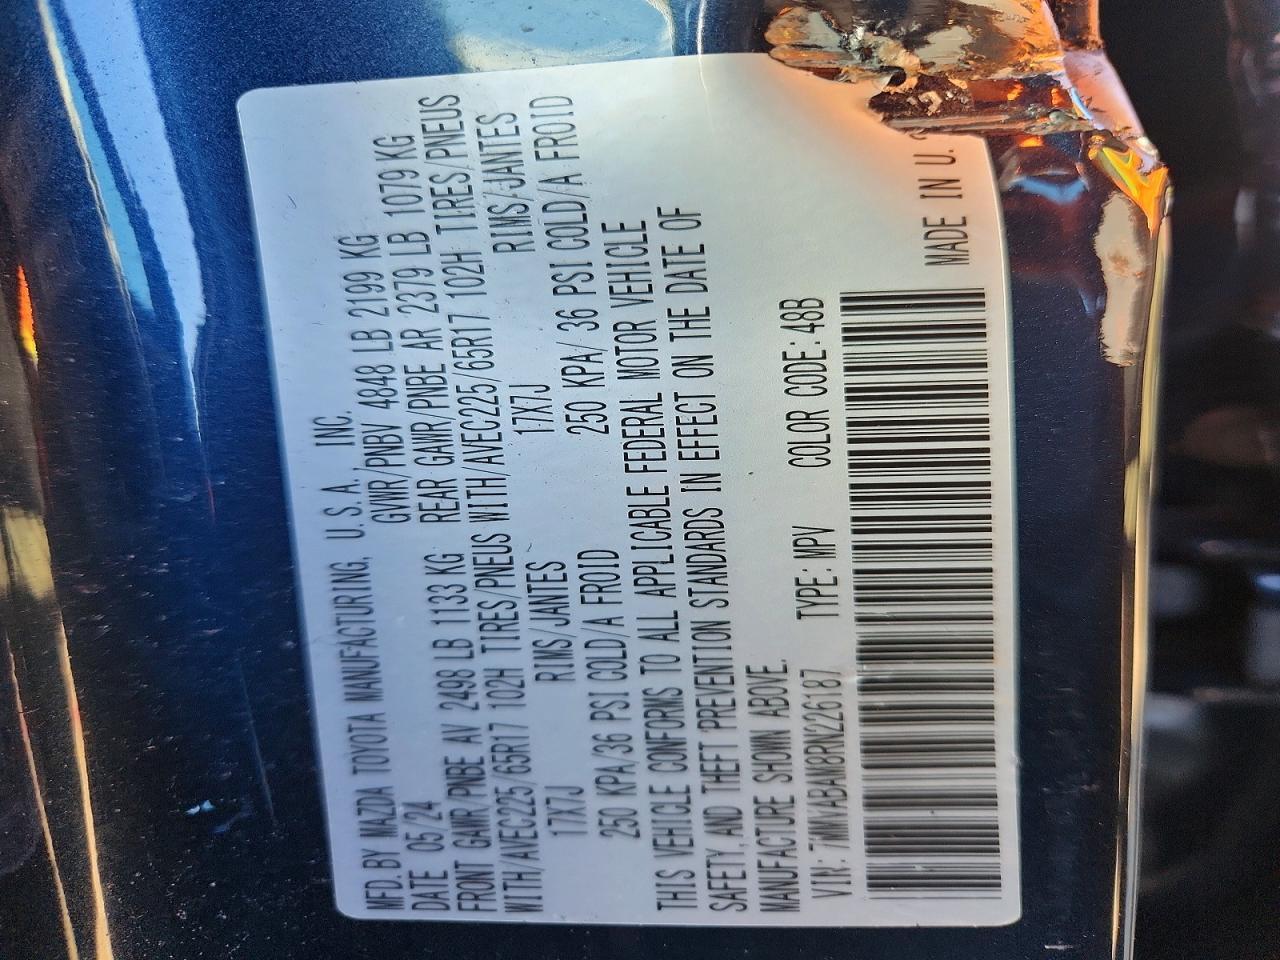 MFD. BY MAZDA TOYOTA MANUFACTURING, U. S. A. INC.
DATE 05/24 GVWR/PNBV 4848 LB 2199 KG
FRONT GAWR/PNBE AV 2498 LB 1133 KG REAR GAWR/PNBE AR 2379 LB 1079 KG
WITH/AVEC225/65R17 102H TIRES/PNEUS WITH/AVEC225/65R17 102H TIRES/PNEUS
17X7J RIMS/JANTES 17X7J RIMS/JANTES
250 KPA/36 PSI COLD/A FROID 250 KPA/ 36 PSI COLD/A FROID
THIS VEHICLE CONFORMS TO ALL APPLICABLE FEDERAL MOTOR VEHICLE
SAFETY, AND THEFT PREVENTION STANDARDS IN EFFECT ON THE DATE OF
MANUFACTURE SHOWN ABOVE.
VIN: 7MMVABAN8RN226187 TYPE: MPV COLOR CODE: 48B
MADE IN U.